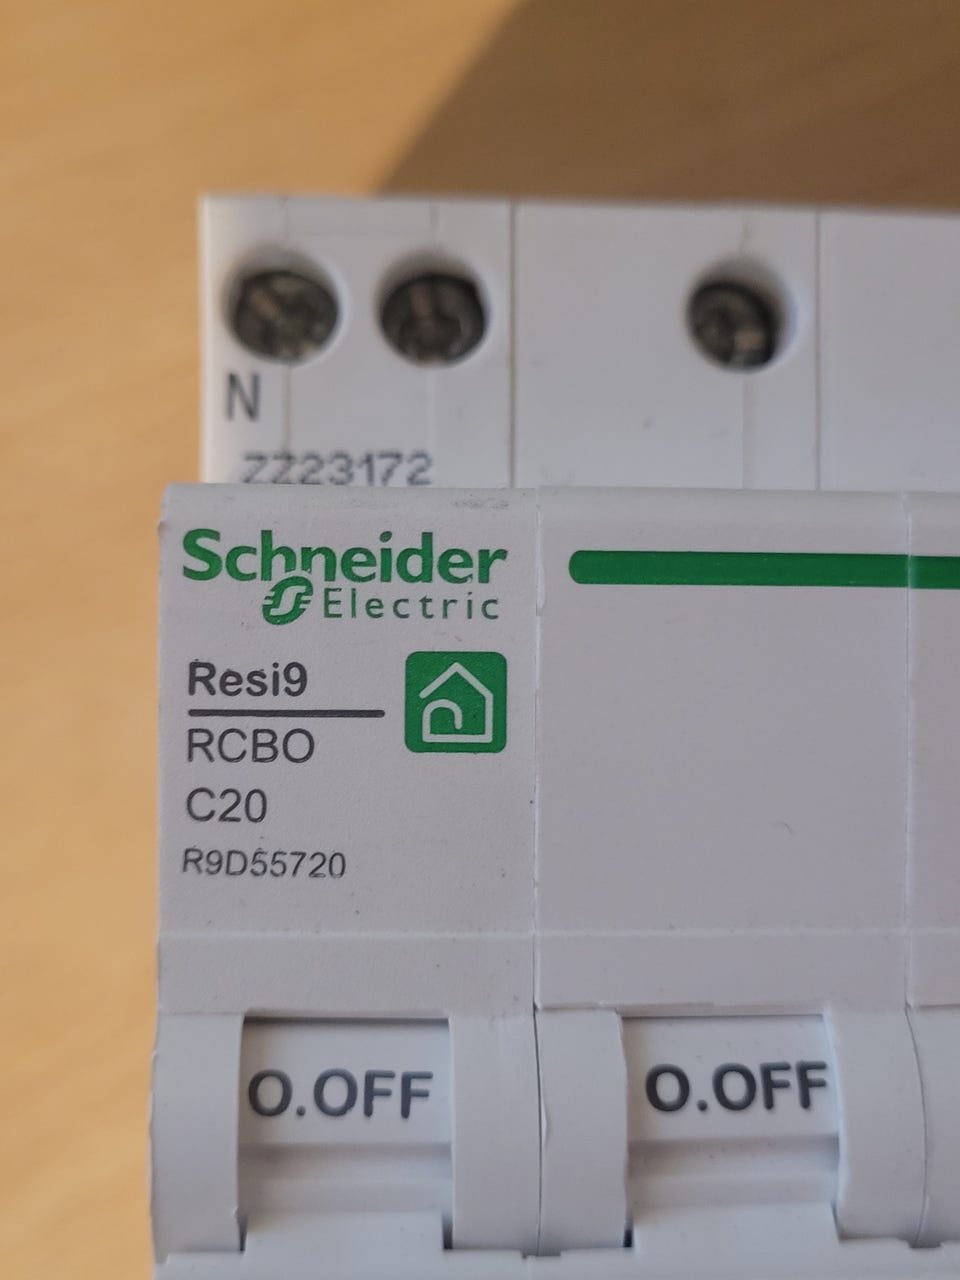 N
ZZ23172
Schneider
Electric
Resi9
RCBO
C20
R9D55720
O.OFF O.OFF